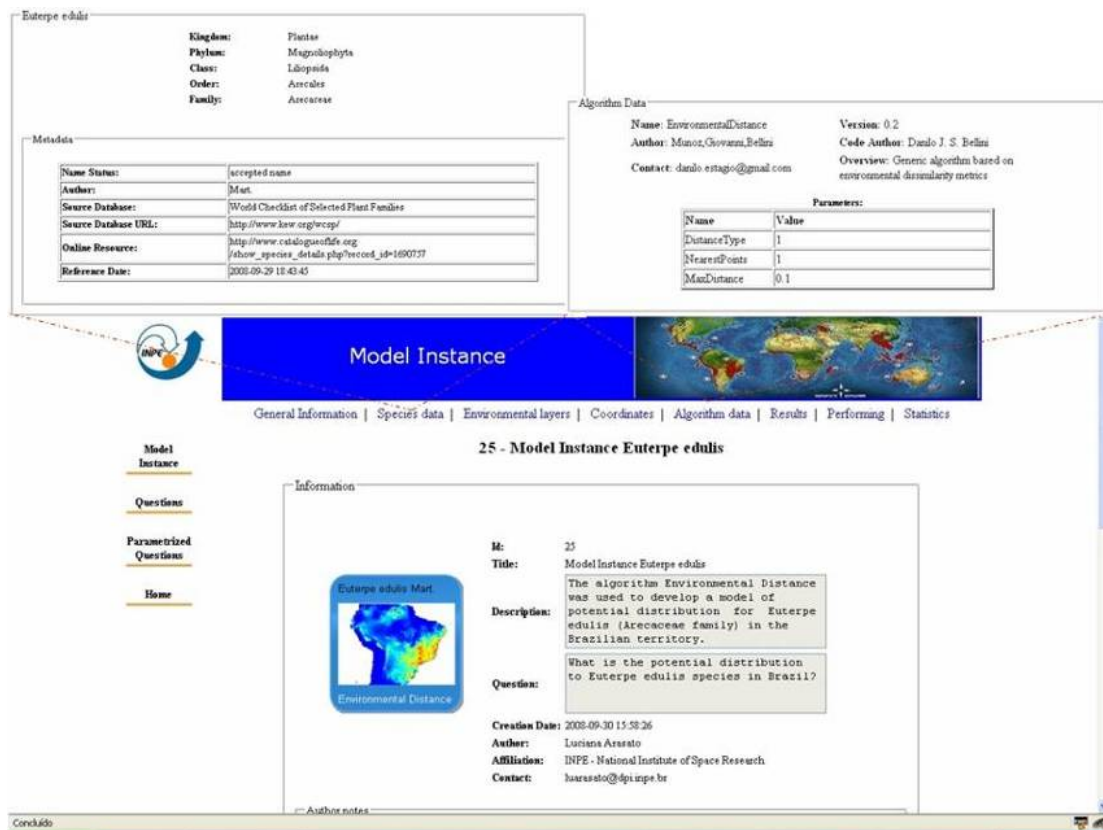 Euterpe edulis
Kingdom: Plantae
Phylum: Magnoliophyta
Class: Liliopsida
Order: Arecales
Family: Arecaceae
Metadata
Name Status: accepted name
Author: Mart.
Source Database: World Checklist of Selected Plant Families
Source Database URL: http://www.kew.org/wcsp/
Online Resource: http://www.catalogueoflife.org
/show_species_details.php?record_id=1690757
Reference Date: 2008-09-29 18:43:45
Algorithm Data
Name: EnvironmentalDistance Version: 0.2
Author: Munoz,Giovanni,Bellini Code Author: Danilo J. S. Bellini
Contact: danilo.estagio@gmail.com Overview: Generic algorithm based on
environmental dissimilarity metrics
Parameters:
Name Value
DistanceType 1
NearestPoints 1
MaxDistance 0.1
INPE
Model Instance
General Information | Species data | Environmental layers | Coordinates | Algorithm data | Results | Performing | Statistics
Model
Instance
Questions
Parametrized
Questions
Home
25 - Model Instance Euterpe edulis
Information
Euterpe edulis Mart.
Environmental Distance
Id: 25
Title: Model Instance Euterpe edulis
Description: The algorithm Environmental Distance
was used to develop a model of
potential distribution for Euterpe
edulis (Arecaceae family) in the
Brazilian territory.
Question: What is the potential distribution
to Euterpe edulis species in Brazil?
Creation Date: 2008-09-30 15:58:26
Author: Luciana Arasato
Affiliation: INPE - National Institute of Space Research
Contact: luarasato@dpi.inpe.br
Author notes
Concluído